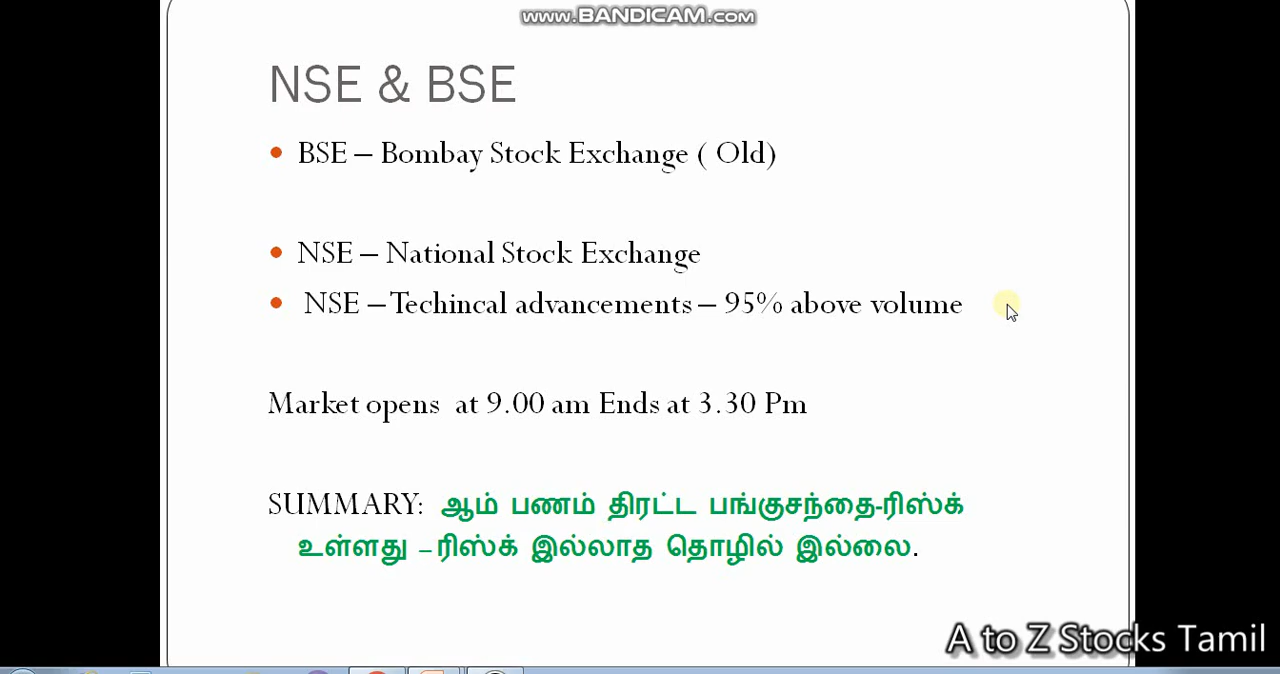 www.BANDICAM.com
NSE & BSE
• BSE – Bombay Stock Exchange ( Old)
• NSE – National Stock Exchange
• NSE – Techincal advancements – 95% above volume
Market opens at 9.00 am Ends at 3.30 Pm
SUMMARY: ஆம் பணம் திரட்ட பங்குசந்தை-ரிஸ்க்
உள்ளது – ரிஸ்க் இல்லாத தொழில் இல்லை.
A to Z Stocks Tamil